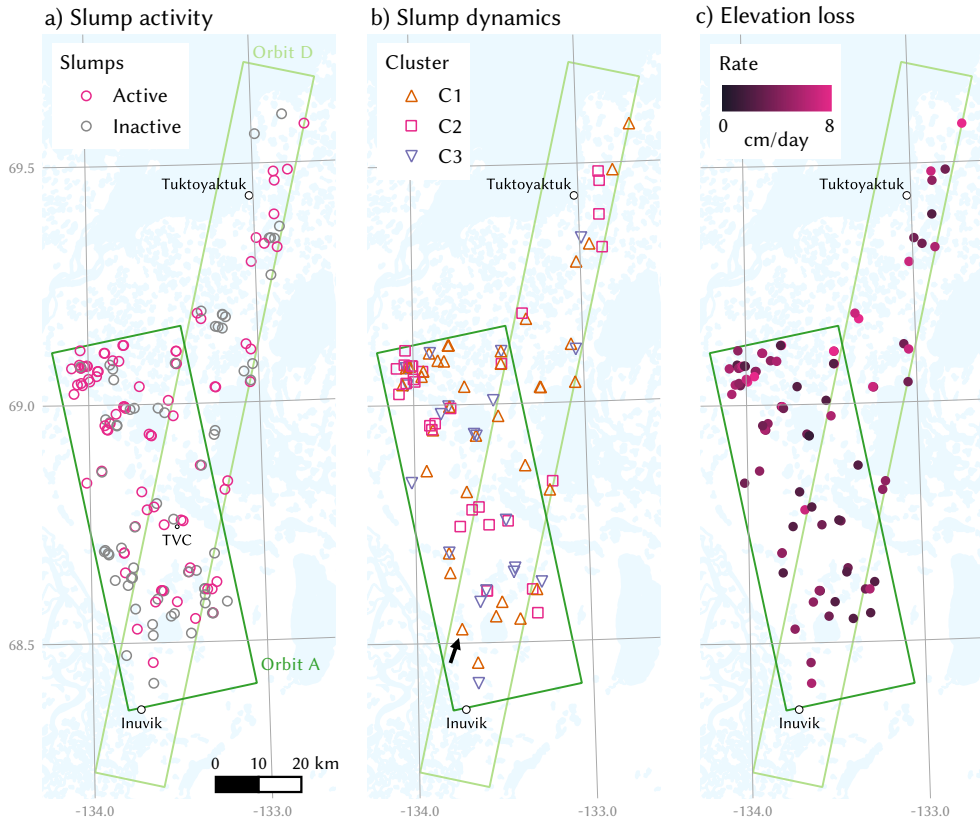 a) Slump activity
b) Slump dynamics
c) Elevation loss
Orbit D
Slumps
Active
Inactive
Cluster
C1
C2
C3
Rate
0
8
cm/day
69.5
Tuktoyaktuk
Tuktoyaktuk
Tuktoyaktuk
69.0
TVC
68.5
Orbit A
Inuvik
Inuvik
Inuvik
0
10
20 km
-134.0
-133.0
-134.0
-133.0
-134.0
-133.0